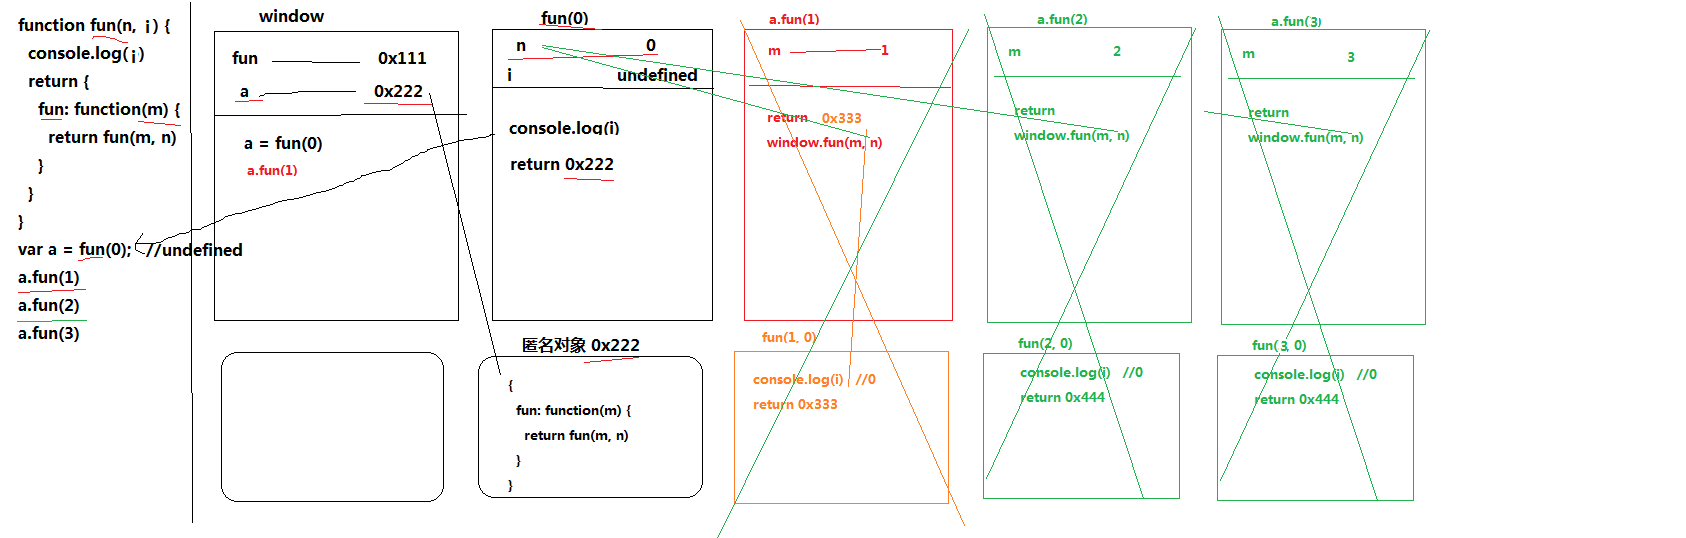 function fun(n, i) {
console.log(i)
return {
fun: function(m) {
return fun(m, n)
}
}
}
var a = fun(0); //undefined
a.fun(1)
a.fun(2)
a.fun(3)
window
fun 0x111
a 0x222
a = fun(0)
a.fun(1)
fun(0)
n 0
i undefined
console.log(i)
return 0x222
匿名对象 0x222
{
fun: function(m) {
return fun(m, n)
}
}
a.fun(1)
m 1
return 0x333
window.fun(m, n)
fun(1, 0)
console.log(i) //0
return 0x333
a.fun(2)
m 2
return
window.fun(m, n)
fun(2, 0)
console.log(i) //0
return 0x444
a.fun(3)
m 3
return
window.fun(m, n)
fun(3, 0)
console.log(i) //0
return 0x444